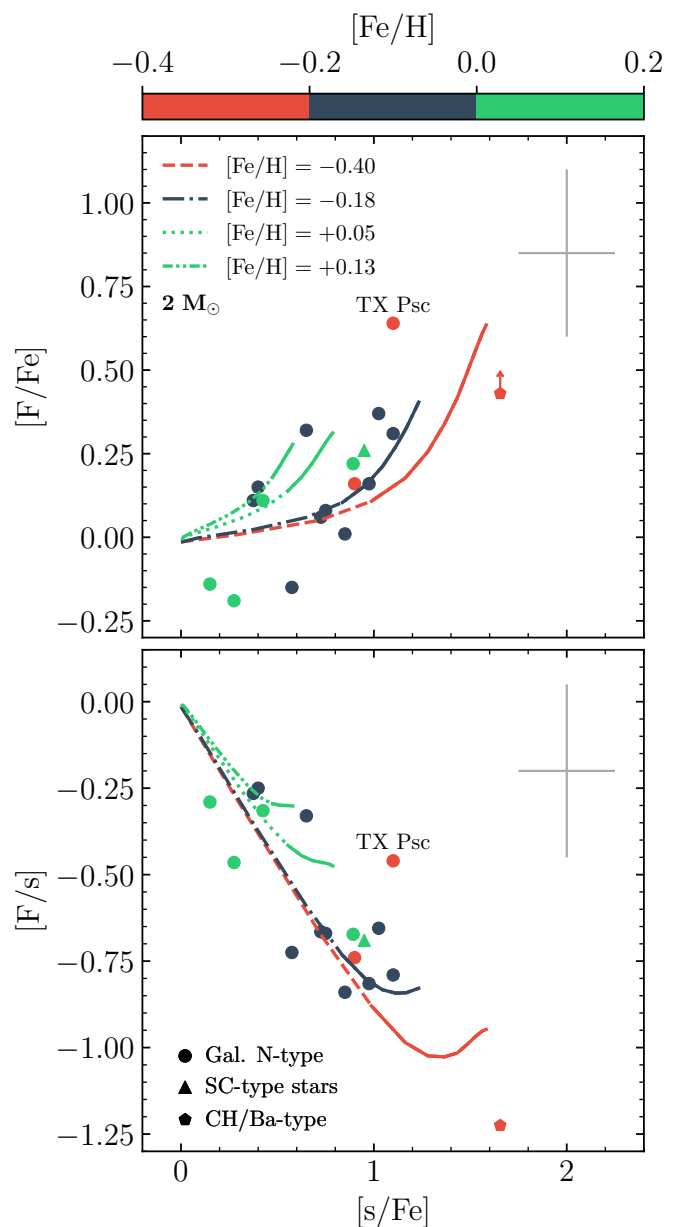 [Fe/H]
−0.4 −0.2 0.0 0.2
[Fe/H] = −0.40
[Fe/H] = −0.18
[Fe/H] = +0.05
[Fe/H] = +0.13
2 M⊙
TX Psc
1.00
0.75
0.50
0.25
0.00
−0.25
[F/Fe]
TX Psc
0.00
−0.25
−0.50
−0.75
−1.00
−1.25
[F/s]
Gal. N-type
SC-type stars
CH/Ba-type
0 1 2
[s/Fe]